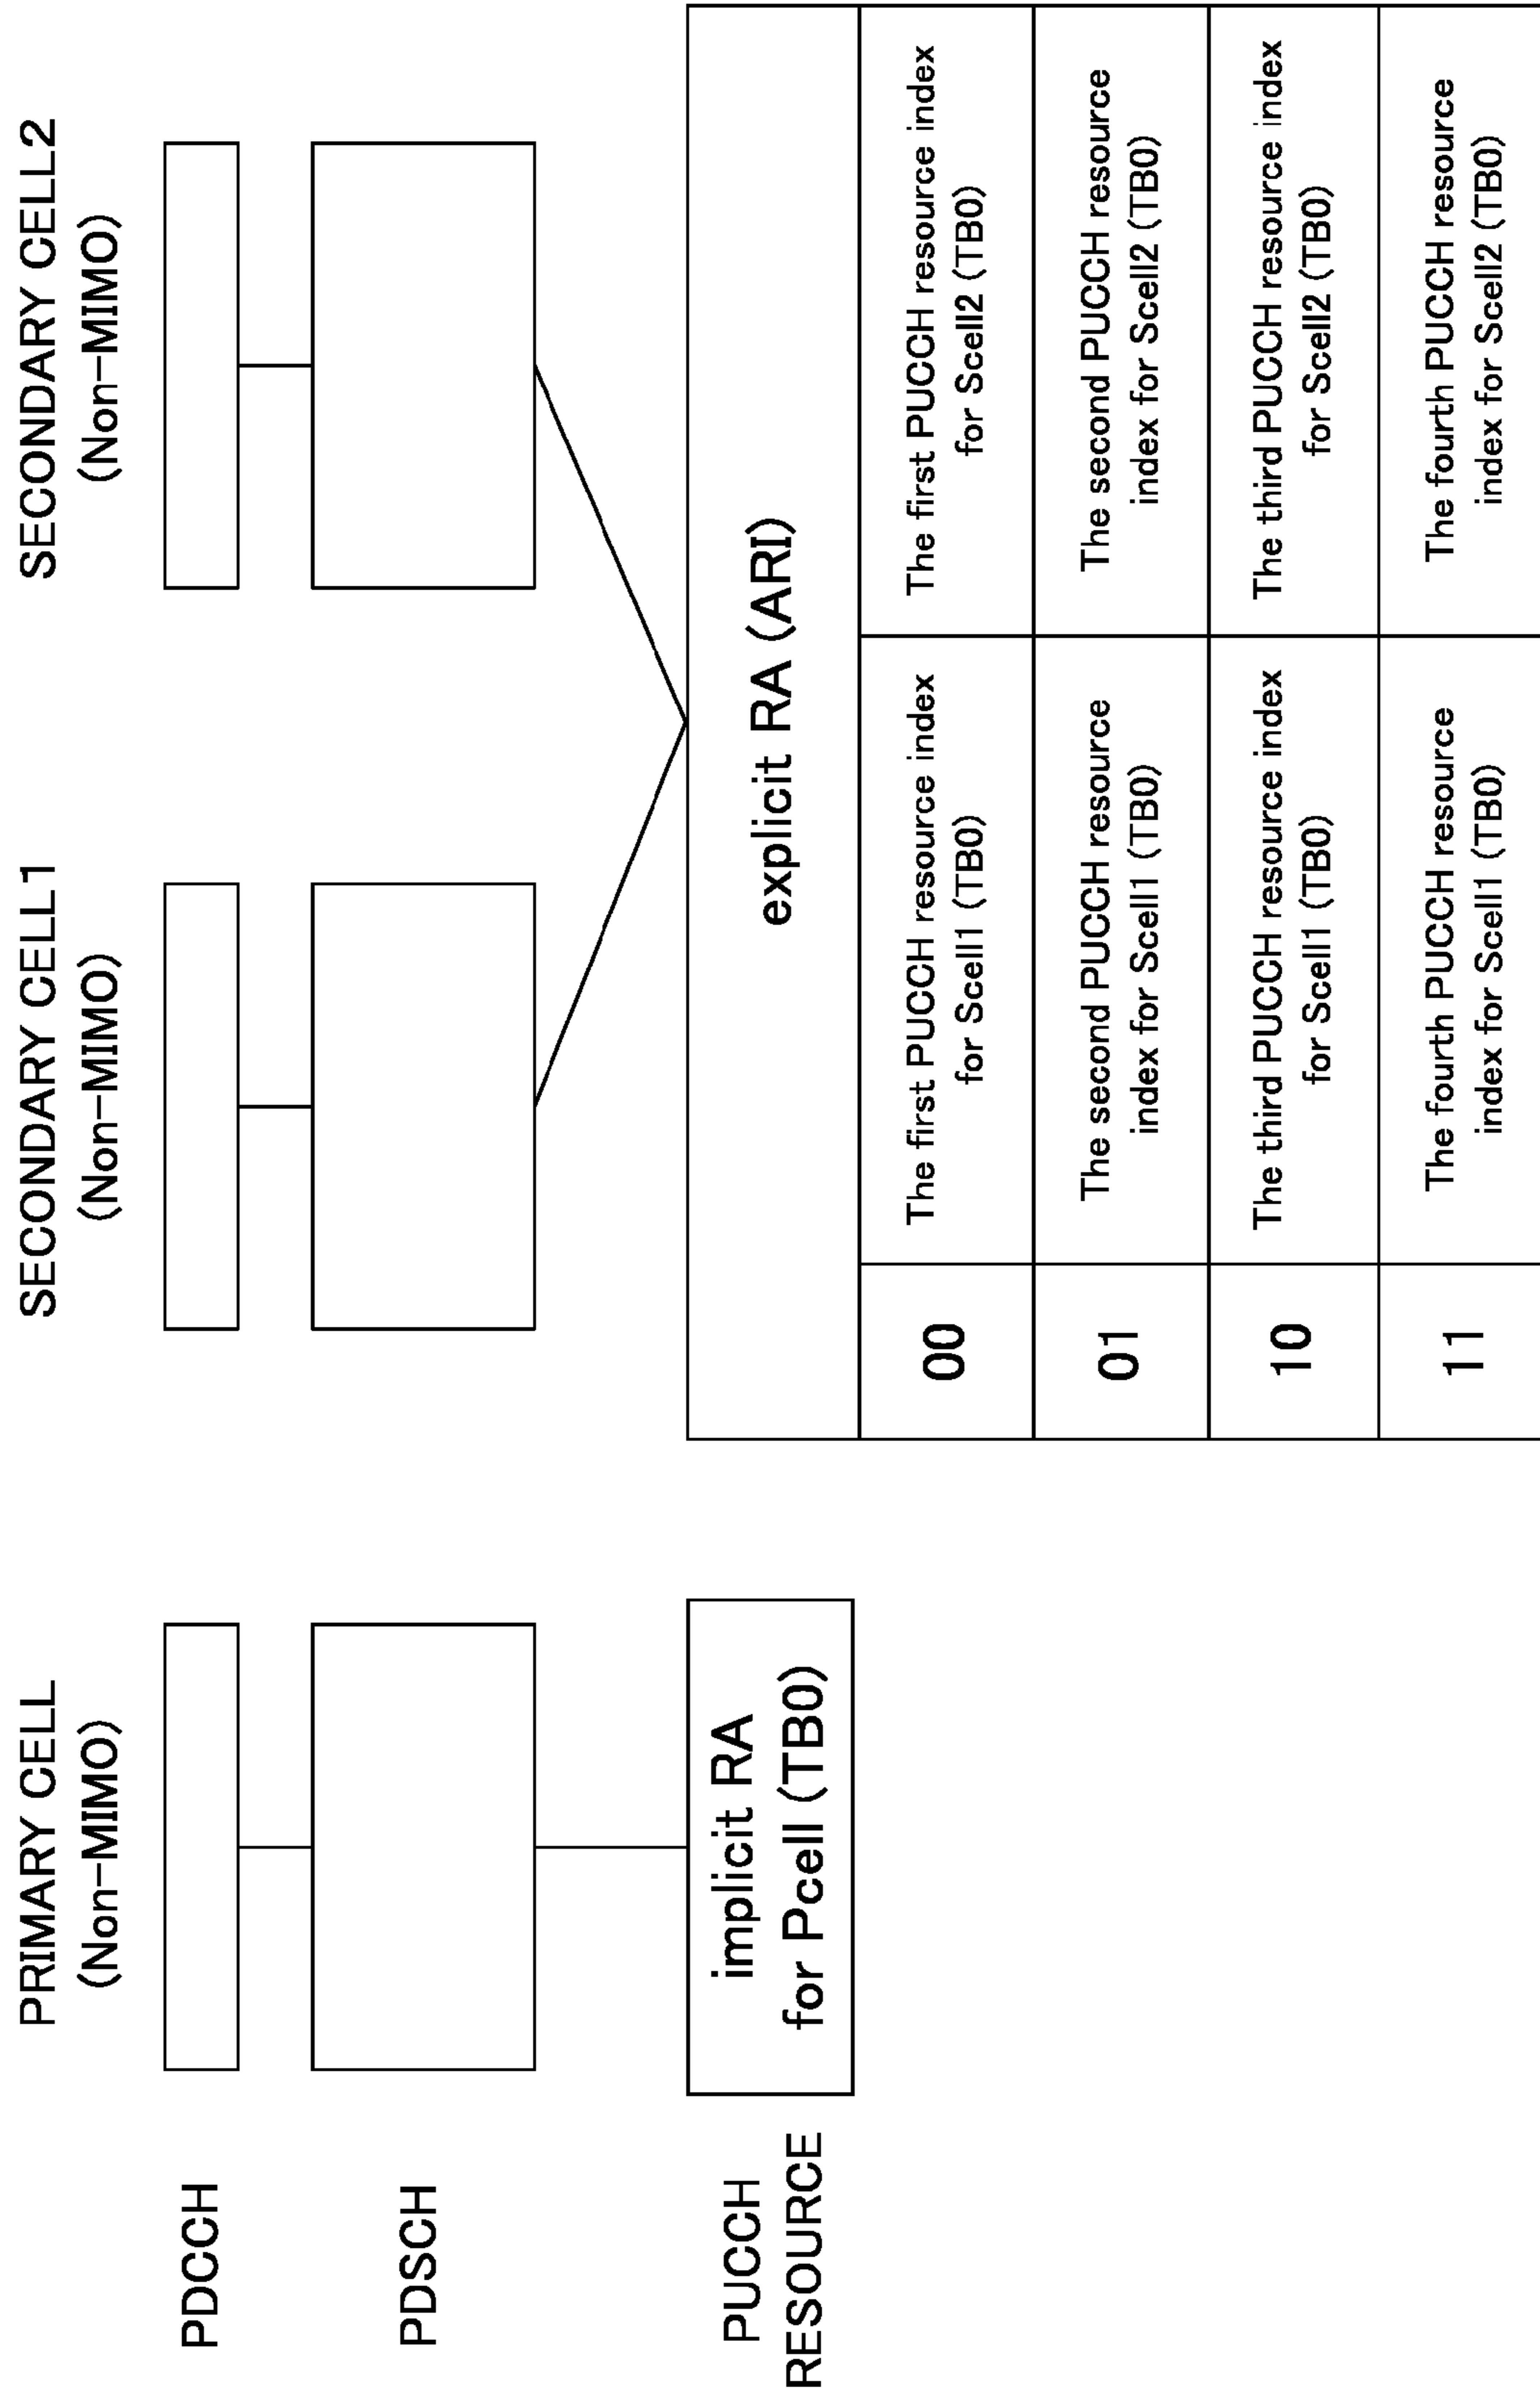 PRIMARY CELL
(Non-MIMO)
SECONDARY CELL1
(Non-MIMO)
SECONDARY CELL2
(Non-MIMO)
PDCCH
PDSCH
PUCCH
RESOURCE
implicit RA
for Pcell (TB0)
explicit RA (ARI)
00
The first PUCCH resource index
for Scell1 (TB0)
The first PUCCH resource index
for Scell2 (TB0)
01
The second PUCCH resource
index for Scell1 (TB0)
The second PUCCH resource
index for Scell2 (TB0)
10
The third PUCCH resource index
for Scell1 (TB0)
The third PUCCH resource index
for Scell2 (TB0)
11
The fourth PUCCH resource
index for Scell1 (TB0)
The fourth PUCCH resource
index for Scell2 (TB0)